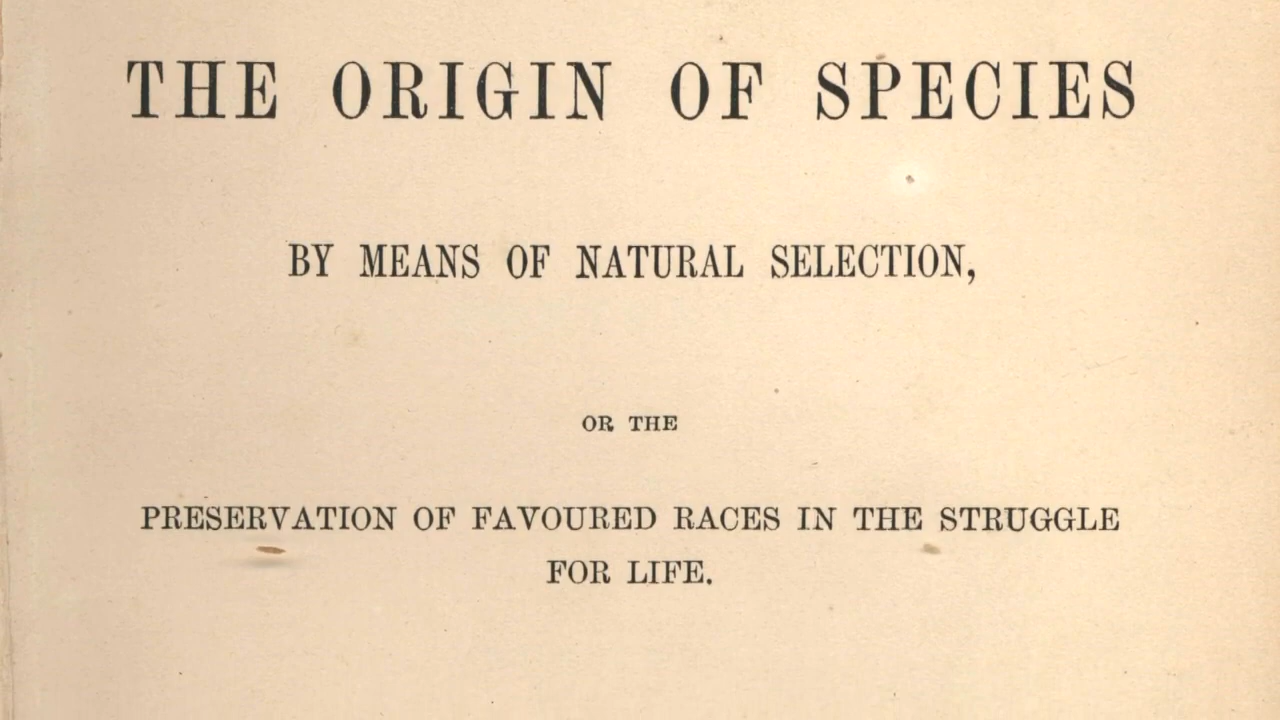 THE ORIGIN OF SPECIES
BY MEANS OF NATURAL SELECTION,
OR THE
PRESERVATION OF FAVOURED RACES IN THE STRUGGLE
FOR LIFE.